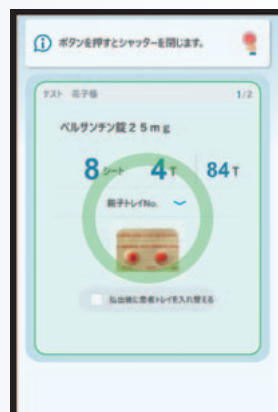 ボタンを押すとシャッターを閉じます。
テスト 花子様 1/2
ペルサンチン錠25mg
8シート 4T 84T
親子トレイNo.
払出後に患者トレイを入れ替える